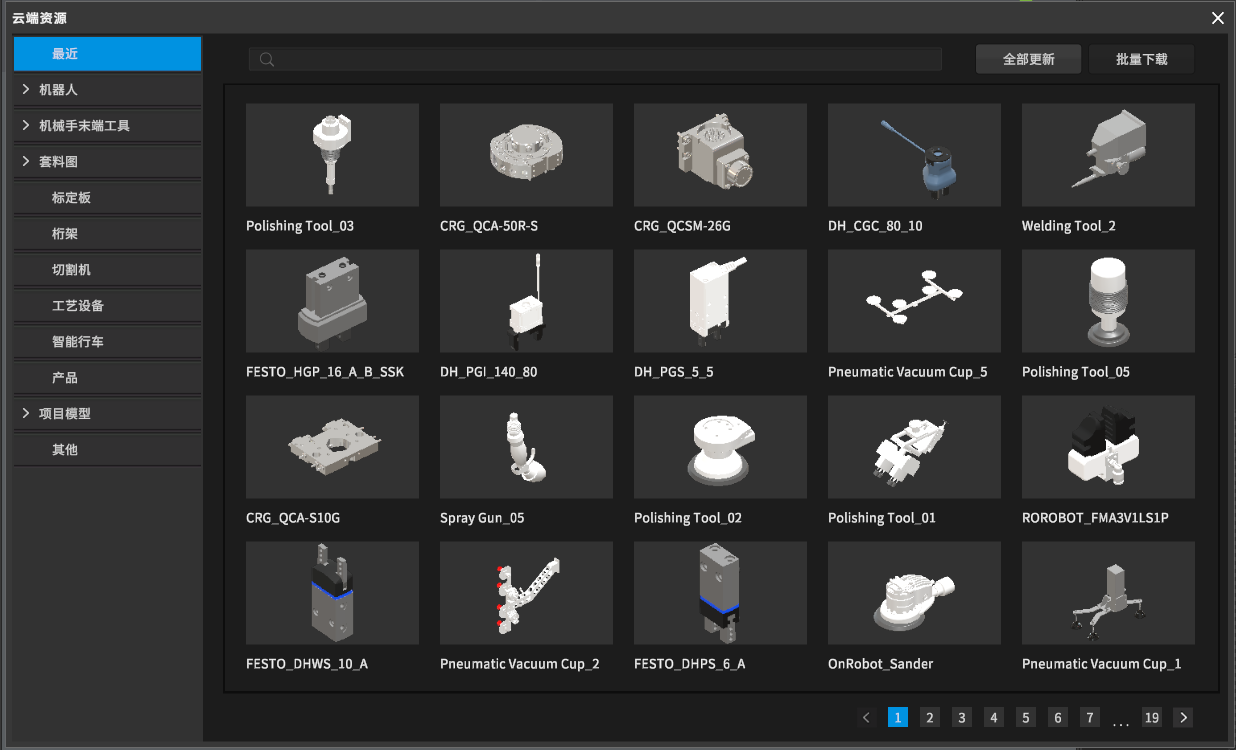 云端资源
最近
机器人
机械手末端工具
套料图
标定板
桁架
切割机
工艺设备
智能行车
产品
项目模型
其他
全部更新 批量下载
Polishing Tool_03 CRG_QCA-50R-S CRG_QCSM-26G DH_CGC_80_10 Welding Tool_2
FESTO_HGP_16_A_B_SSK DH_PGI_140_80 DH_PGS_5_5 Pneumatic Vacuum Cup_5 Polishing Tool_05
CRG_QCA-S10G Spray Gun_05 Polishing Tool_02 Polishing Tool_01 ROROBOT_FMA3V1LS1P
FESTO_DHWS_10_A Pneumatic Vacuum Cup_2 FESTO_DHPS_6_A OnRobot_Sander Pneumatic Vacuum Cup_1
1 2 3 4 5 6 7 ... 19